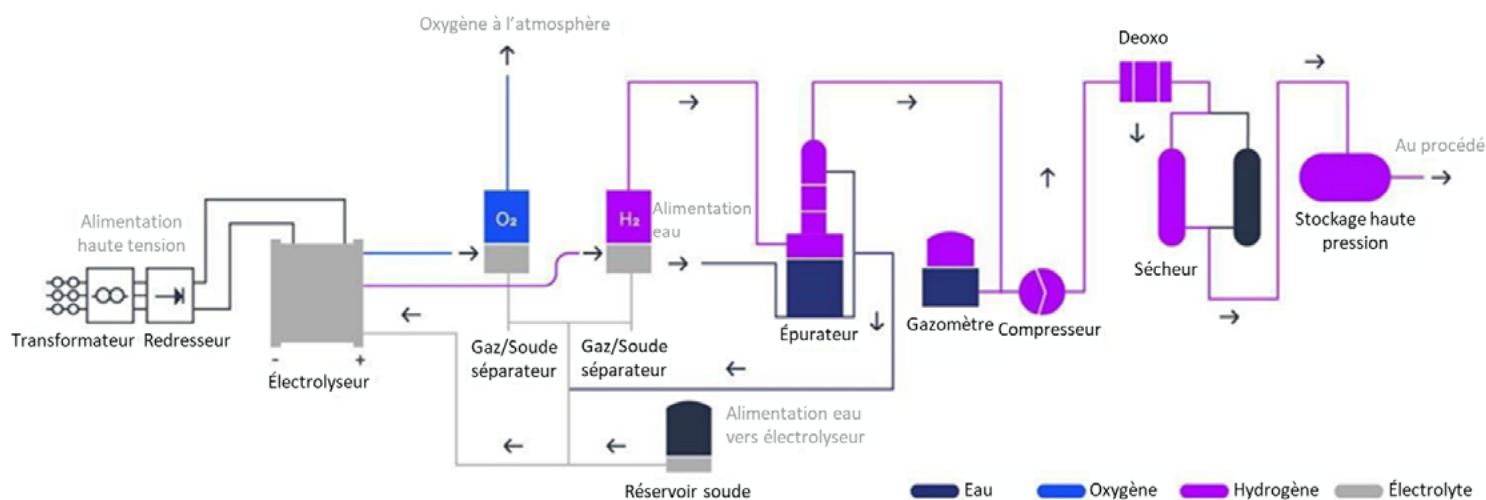 Oxygène à l'atmosphère
Deoxo
Au procédé
O₂
H₂
Alimentation
eau
Alimentation
haute tension
Stockage haute
pression
Sécheur
Transformateur
Redresseur
- +
Électrolyseur
Gaz/Soude
séparateur
Gaz/Soude
séparateur
Épurateur
Gazomètre
Compresseur
Alimentation eau
vers électrolyseur
Réservoir soude
Eau
Oxygène
Hydrogène
Électrolyte